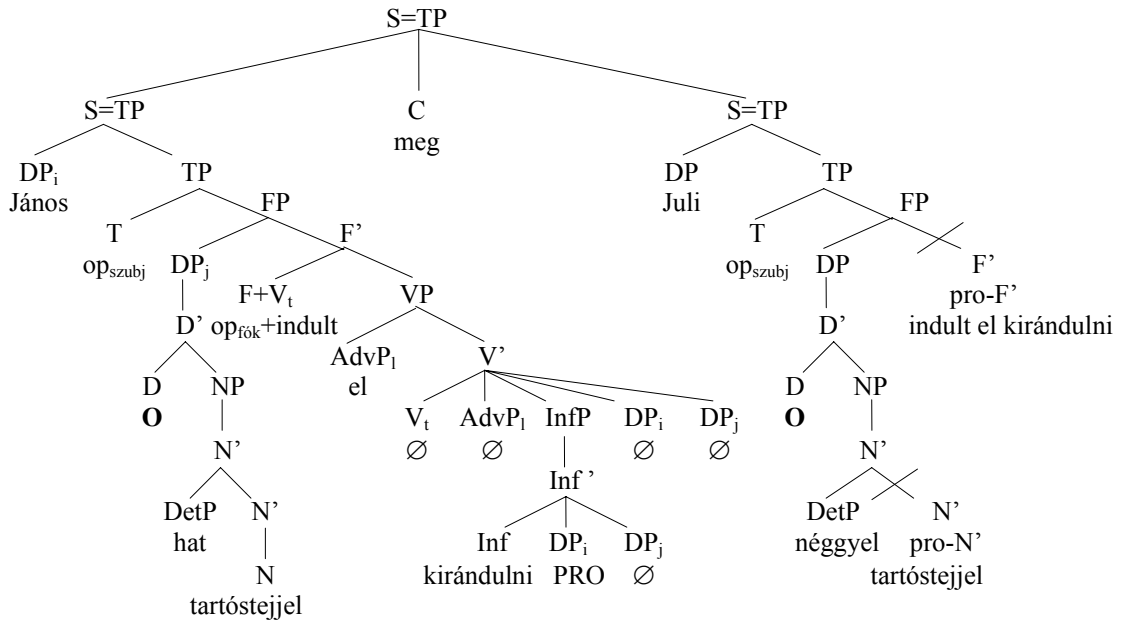 S=TP
S=TP C S=TP
meg
DPᵢ TP DP TP
János Juli
T FP T FP
opszubj DPⱼ F’ opszubj DP F’
F+Vₜ VP pro-F’
D’ opfók+indult D’ indult el kirándulni
AdvPₗ V’
D NP el D NP
O Vₜ AdvPₗ InfP DPᵢ DPⱼ O
∅ ∅ ∅ ∅
N’ Inf ’ N’
DetP N’ DetP N’
hat Inf DPᵢ DPⱼ néggyel pro-N’
N kirándulni PRO ∅ tartóstejjel
tartóstejjel